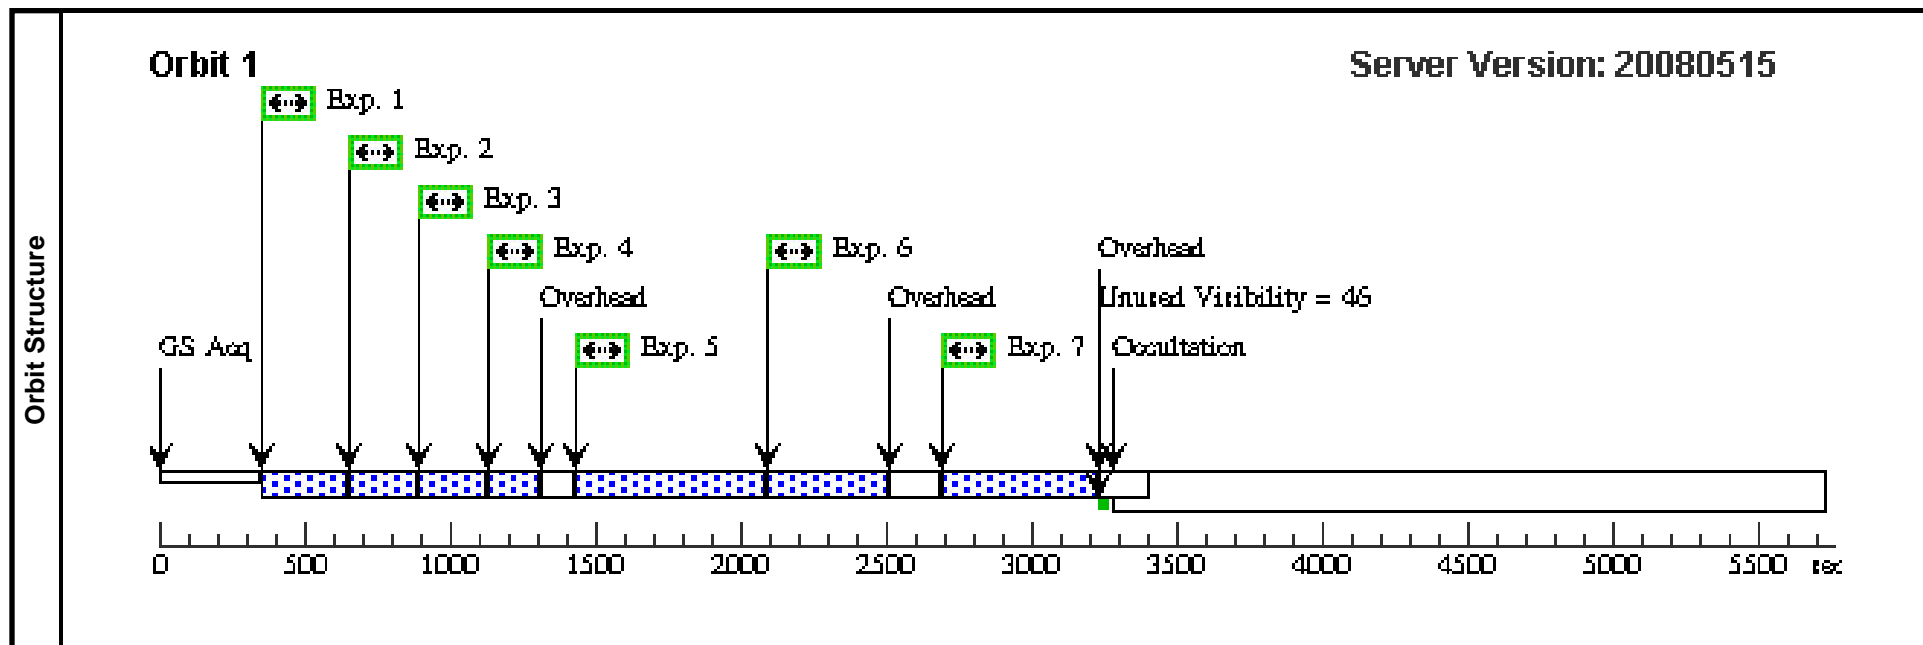 Orbit Structure
Orbit 1
Server Version: 20080515
Exp. 1
Exp. 2
Exp. 3
Exp. 4
Exp. 6
Overhead
Overhead
Overhead
Unused Visibility = 46
GS Acq
Exp. 5
Exp. 7
Occultation
0 500 1000 1500 2000 2500 3000 3500 4000 4500 5000 5500 sec